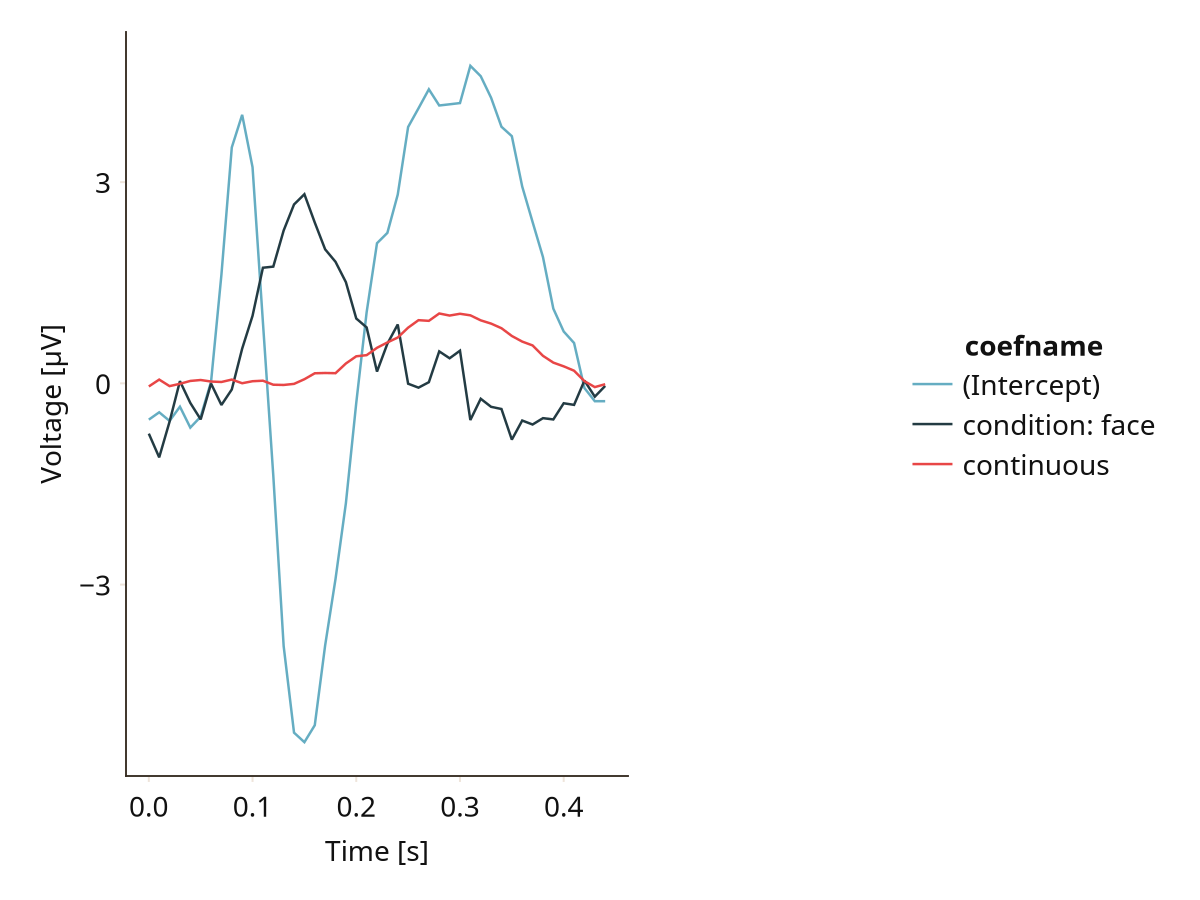 3
0
−3
Voltage [µV]
0.0 0.1 0.2 0.3 0.4
Time [s]
coefname
(Intercept)
condition: face
continuous